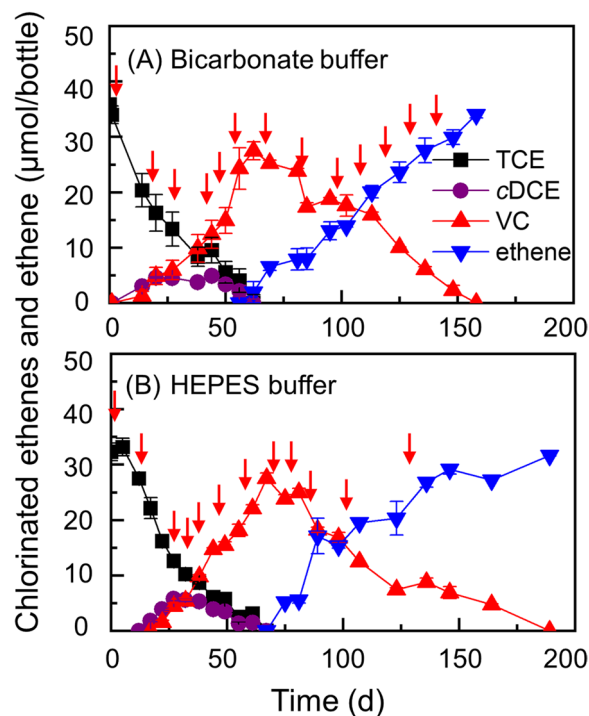 Chlorinated ethenes and ethene (µmol/bottle)
50
(A) Bicarbonate buffer
40
30
TCE
20
cDCE
VC
10
ethene
0
0 50 100 150 200
50
(B) HEPES buffer
40
30
20
10
0
0 50 100 150 200
Time (d)